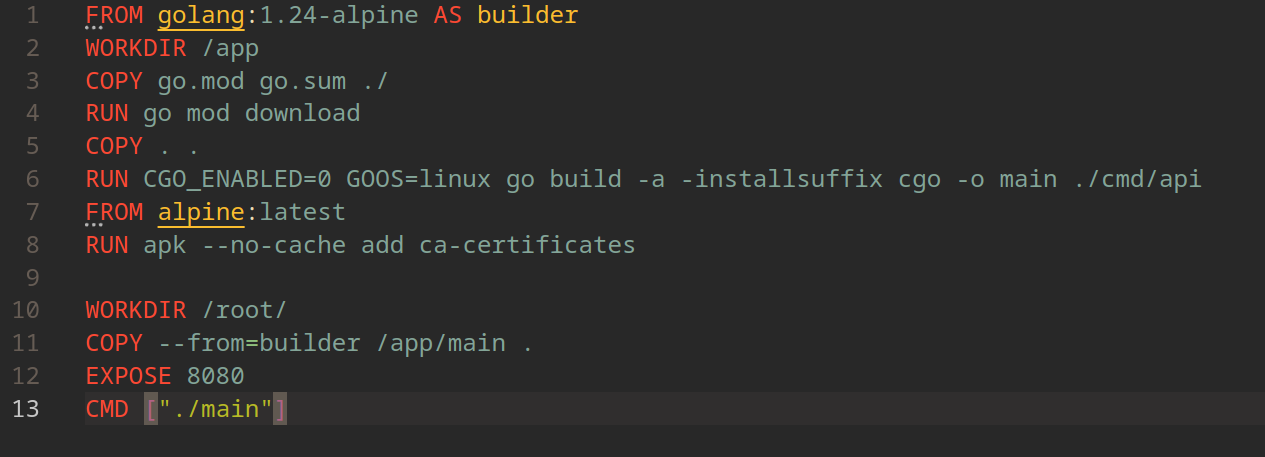 1 FROM golang:1.24-alpine AS builder
2 WORKDIR /app
3 COPY go.mod go.sum ./
4 RUN go mod download
5 COPY . .
6 RUN CGO_ENABLED=0 GOOS=linux go build -a -installsuffix cgo -o main ./cmd/api
7 FROM alpine:latest
8 RUN apk --no-cache add ca-certificates
9
10 WORKDIR /root/
11 COPY --from=builder /app/main .
12 EXPOSE 8080
13 CMD ["./main"]